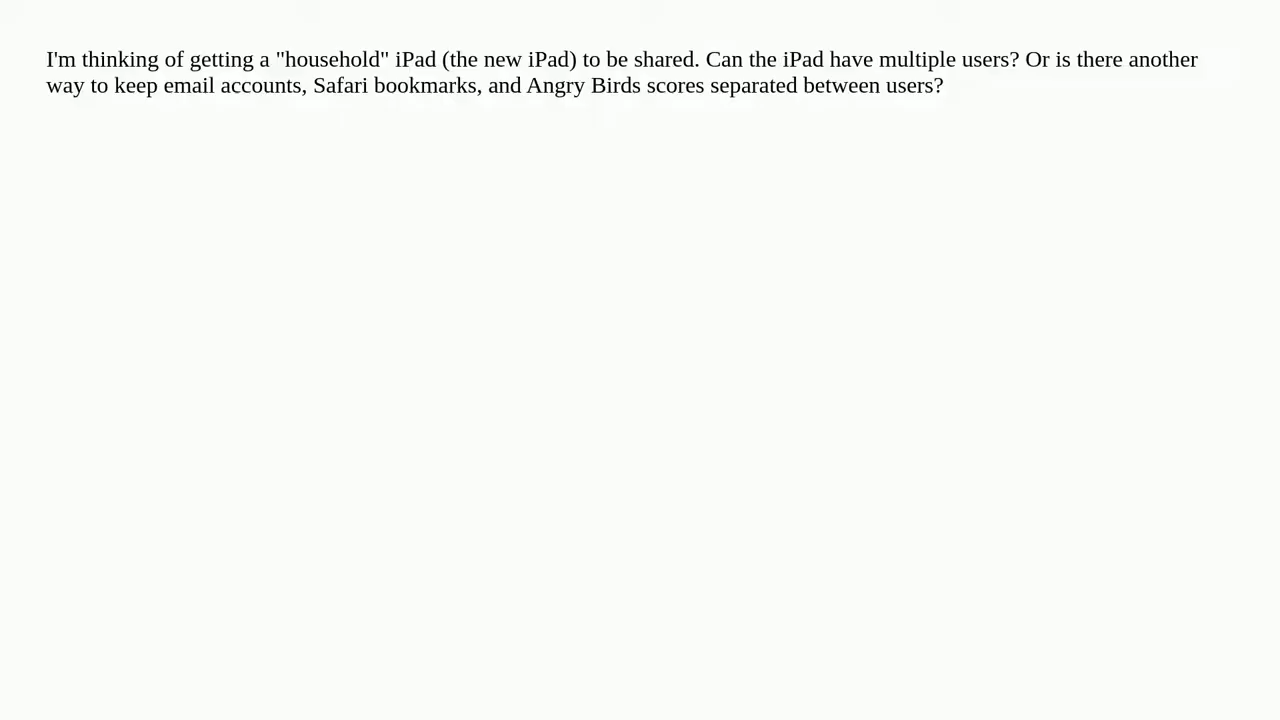 I'm thinking of getting a "household" iPad (the new iPad) to be shared. Can the iPad have multiple users? Or is there another
way to keep email accounts, Safari bookmarks, and Angry Birds scores separated between users?